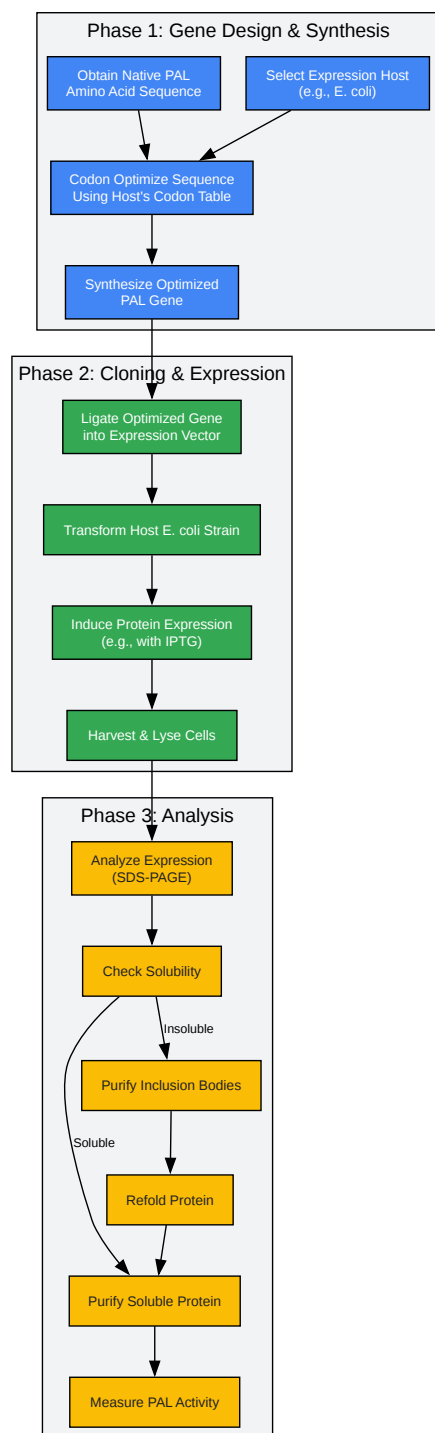 Phase 1: Gene Design & Synthesis
Obtain Native PAL
Amino Acid Sequence
Select Expression Host
(e.g., E. coli)
Codon Optimize Sequence
Using Host's Codon Table
Synthesize Optimized
PAL Gene
Phase 2: Cloning & Expression
Ligate Optimized Gene
into Expression Vector
Transform Host E. coli Strain
Induce Protein Expression
(e.g., with IPTG)
Harvest & Lyse Cells
Phase 3: Analysis
Analyze Expression
(SDS-PAGE)
Check Solubility
Insoluble
Purify Inclusion Bodies
Soluble
Refold Protein
Purify Soluble Protein
Measure PAL Activity